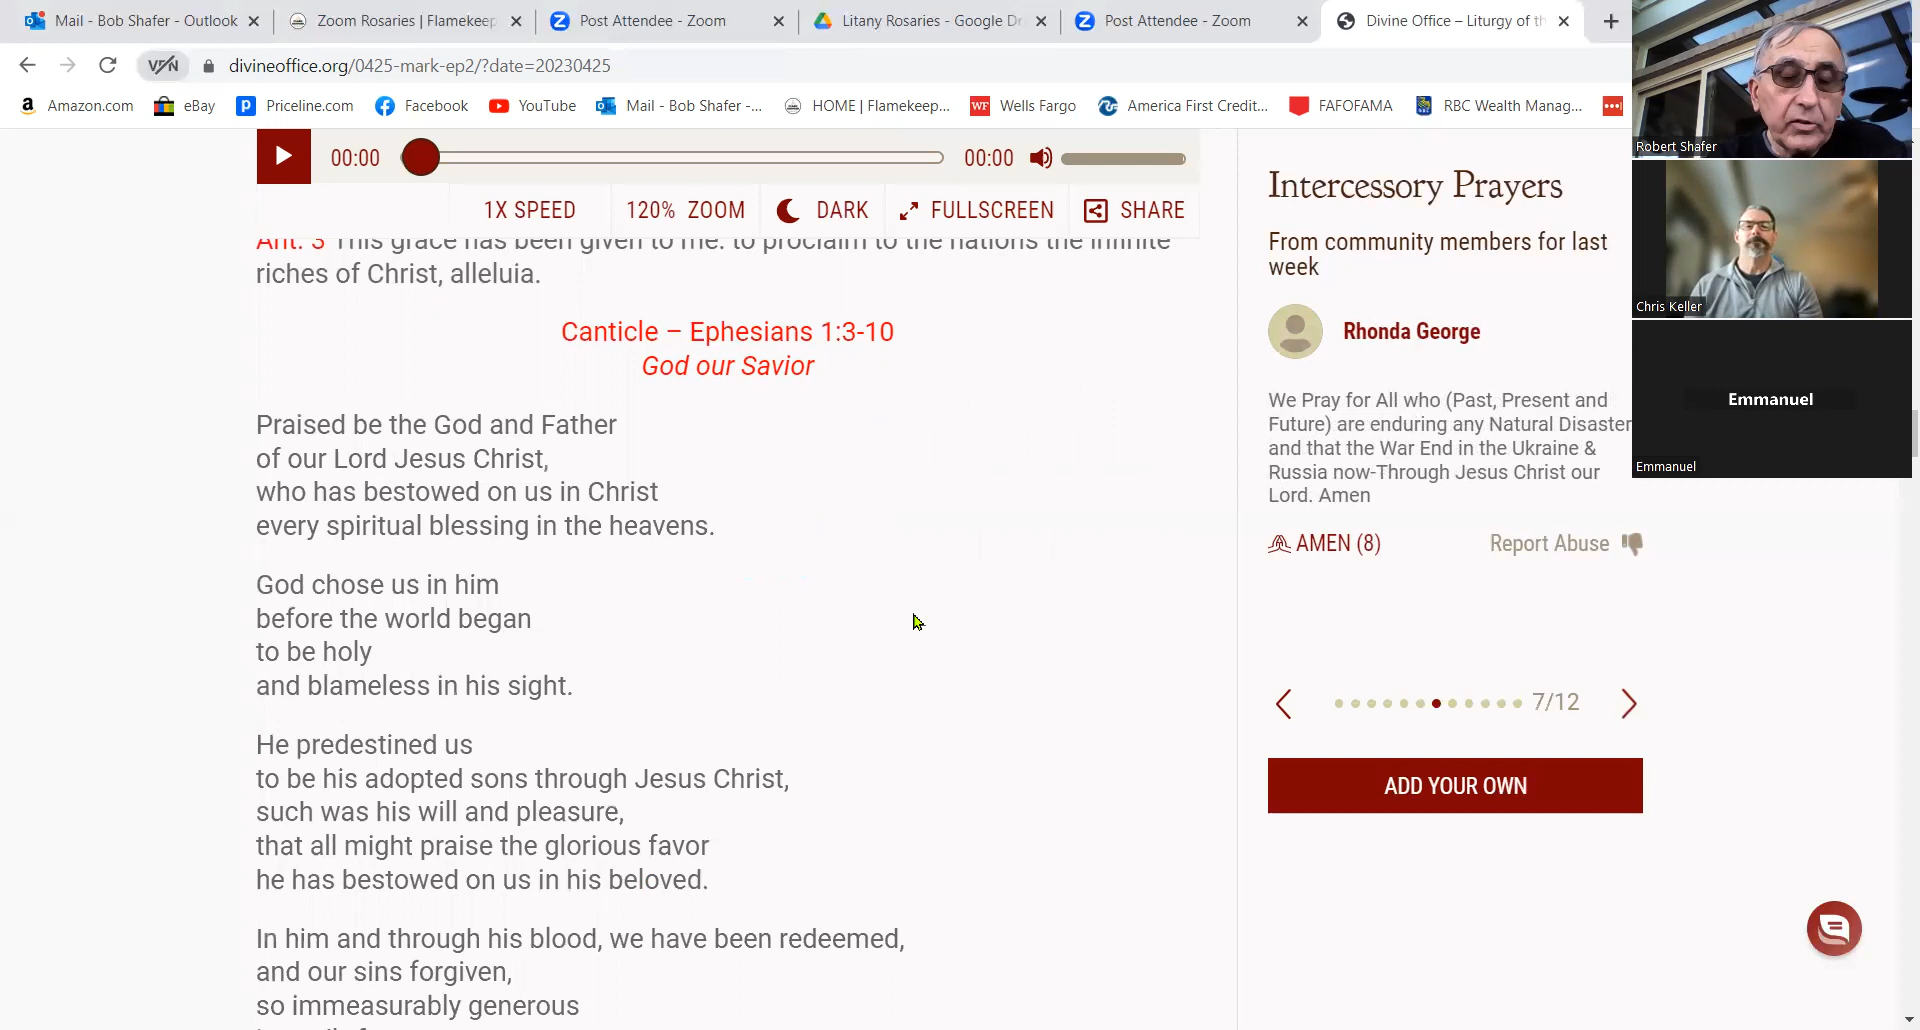 Mail - Bob Shafer - Outlook
Zoom Rosaries | Flamekeep
Post Attendee - Zoom
Litany Rosaries - Google Dr
Post Attendee - Zoom
Divine Office – Liturgy of th
VPN
divineoffice.org/0425-mark-ep2/?date=20230425
Amazon.com
eBay
Priceline.com
Facebook
YouTube
Mail - Bob Shafer -...
HOME | Flamekeep...
WF Wells Fargo
America First Credit...
FAFOFAMA
RBC Wealth Manag...
00:00
00:00
1X SPEED
120% ZOOM
DARK
FULLSCREEN
SHARE
Ant. 3 This grace has been given to me: to proclaim to the nations the infinite
riches of Christ, alleluia.
Canticle – Ephesians 1:3-10
God our Savior
Praised be the God and Father
of our Lord Jesus Christ,
who has bestowed on us in Christ
every spiritual blessing in the heavens.
God chose us in him
before the world began
to be holy
and blameless in his sight.
He predestined us
to be his adopted sons through Jesus Christ,
such was his will and pleasure,
that all might praise the glorious favor
he has bestowed on us in his beloved.
In him and through his blood, we have been redeemed,
and our sins forgiven,
so immeasurably generous
Intercessory Prayers
From community members for last
week
Rhonda George
We Pray for All who (Past, Present and
Future) are enduring any Natural Disaster
and that the War End in the Ukraine &
Russia now-Through Jesus Christ our
Lord. Amen
AMEN (8)
Report Abuse
7/12
ADD YOUR OWN
Robert Shafer
Chris Keller
Emmanuel
Emmanuel